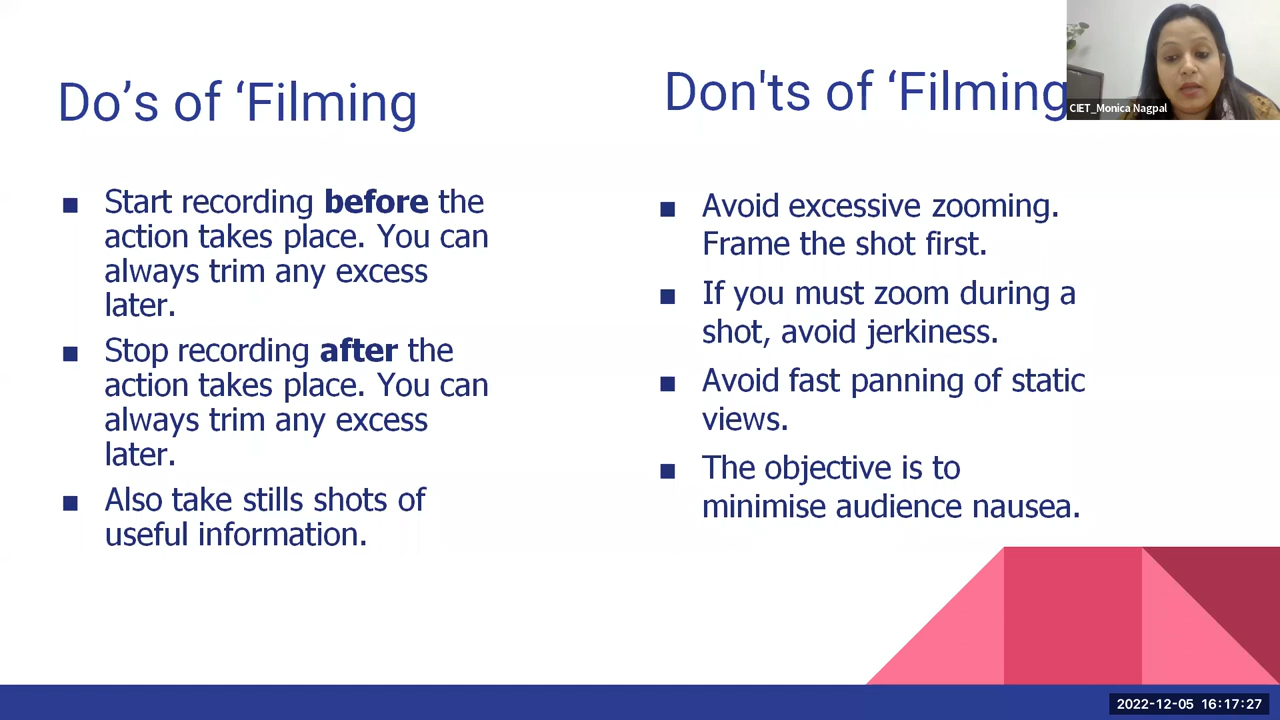 Do’s of ‘Filming
■ Start recording before the
action takes place. You can
always trim any excess
later.
■ Stop recording after the
action takes place. You can
always trim any excess
later.
■ Also take stills shots of
useful information.
Don'ts of ‘Filming
■ Avoid excessive zooming.
Frame the shot first.
■ If you must zoom during a
shot, avoid jerkiness.
■ Avoid fast panning of static
views.
■ The objective is to
minimise audience nausea.
CIET_Monica Nagpal
2022-12-05 16:17:27